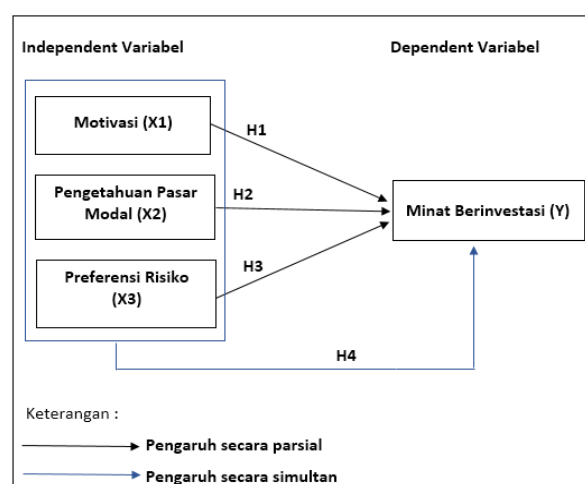 Independent Variabel
Dependent Variabel
Motivasi (X1)
H1
Pengetahuan Pasar
Modal (X2)
H2
Minat Berinvestasi (Y)
Preferensi Risiko
(X3)
H3
H4
Keterangan :
Pengaruh secara parsial
Pengaruh secara simultan